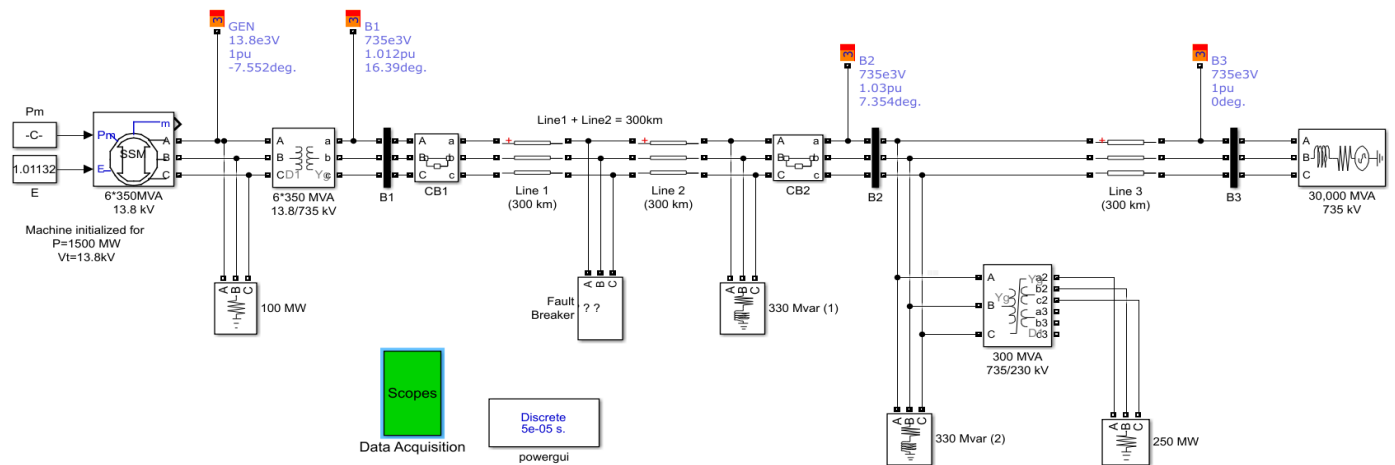 GEN
13.8e3V
1pu
-7.552deg.
B1
735e3V
1.012pu
16.39deg.
B2
735e3V
1.03pu
7.354deg.
B3
735e3V
1pu
0deg.
Pm
-C-
1.01132
E
Pm
m
E
SSM
A
B
C
6*350MVA
13.8 kV
Machine initialized for
P=1500 MW
Vt=13.8kV
A
B
C
D1
Yg
a
b
c
6*350 MVA
13.8/735 kV
B1
A
B
C
a
b
c
CB1
Line1 + Line2 = 300km
Line 1
(300 km)
Line 2
(300 km)
A
B
C
a
b
c
CB2
B2
Line 3
(300 km)
B3
A
B
C
30,000 MVA
735 kV
A B C
100 MW
A B C
Fault
Breaker
? ?
A B C
330 Mvar (1)
A
B
C
Yg
a2
b2
c2
a3
b3
c3
D1
300 MVA
735/230 kV
A B C
330 Mvar (2)
A B C
250 MW
Scopes
Data Acquisition
Discrete
5e-05 s.
powergui